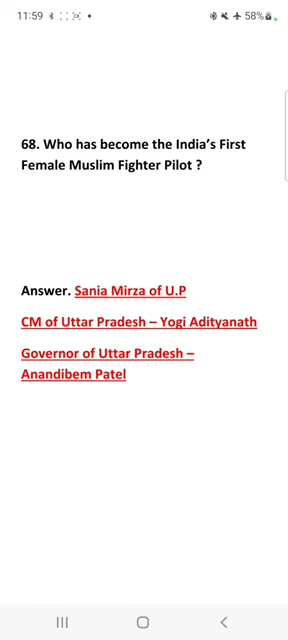 11:59
58%
68. Who has become the India's First
Female Muslim Fighter Pilot ?
Answer. Sania Mirza of U.P
CM of Uttar Pradesh – Yogi Adityanath
Governor of Uttar Pradesh –
Anandibem Patel